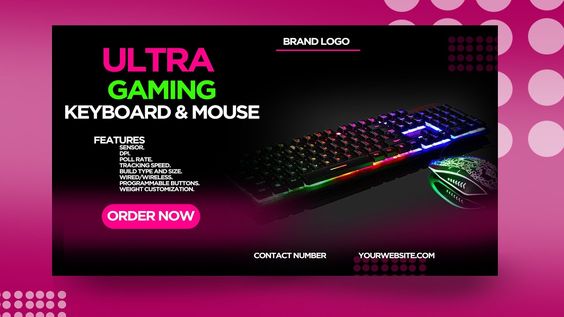 BRAND LOGO
ULTRA
GAMING
KEYBOARD & MOUSE
FEATURES
SENSOR.
DPI.
POLL RATE.
TRACKING SPEED.
BUILD TYPE AND SIZE.
WIRED/WIRELESS.
PROGRAMMABLE BUTTONS.
WEIGHT CUSTOMIZATION.
ORDER NOW
CONTACT NUMBER
YOURWEBSITE.COM